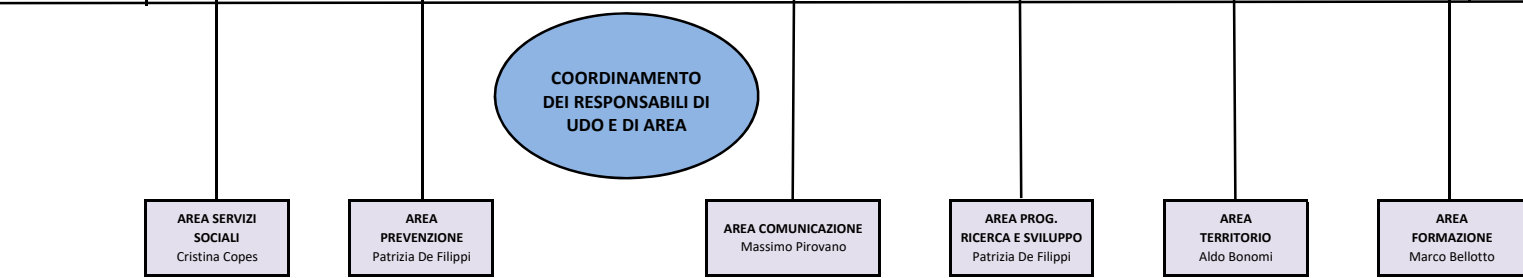 COORDINAMENTO
DEI RESPONSABILI DI
UDO E DI AREA
AREA SERVIZI
SOCIALI
Cristina Copes
AREA
PREVENZIONE
Patrizia De Filippi
AREA COMUNICAZIONE
Massimo Pirovano
AREA PROG.
RICERCA E SVILUPPO
Patrizia De Filippi
AREA
TERRITORIO
Aldo Bonomi
AREA
FORMAZIONE
Marco Bellotto